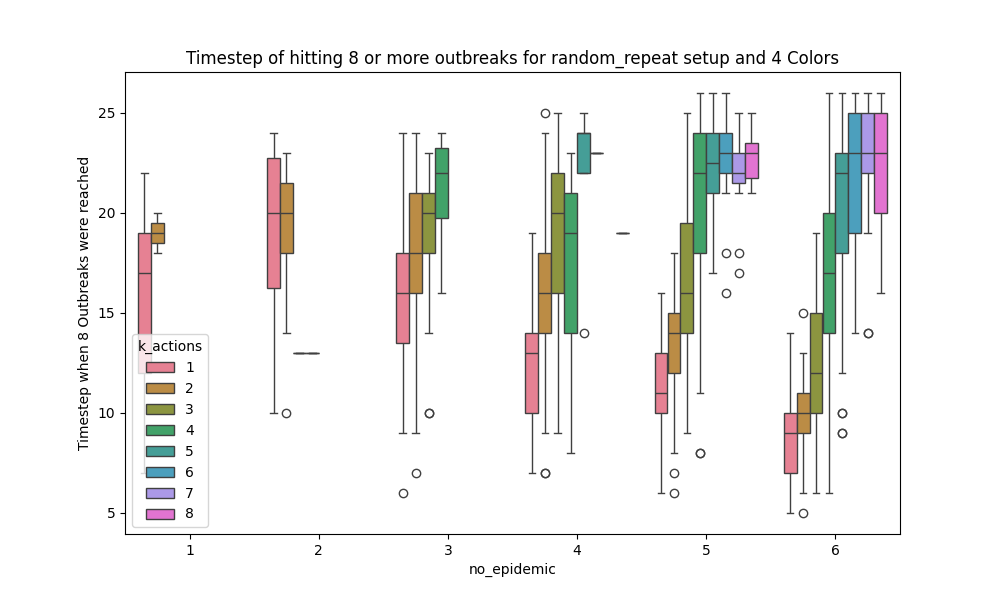 Timestep of hitting 8 or more outbreaks for random_repeat setup and 4 Colors
Timestep when 8 Outbreaks were reached
25
20
15
10
5
k_actions
1
2
3
4
5
6
7
8
1 2 3 4 5 6
no_epidemic